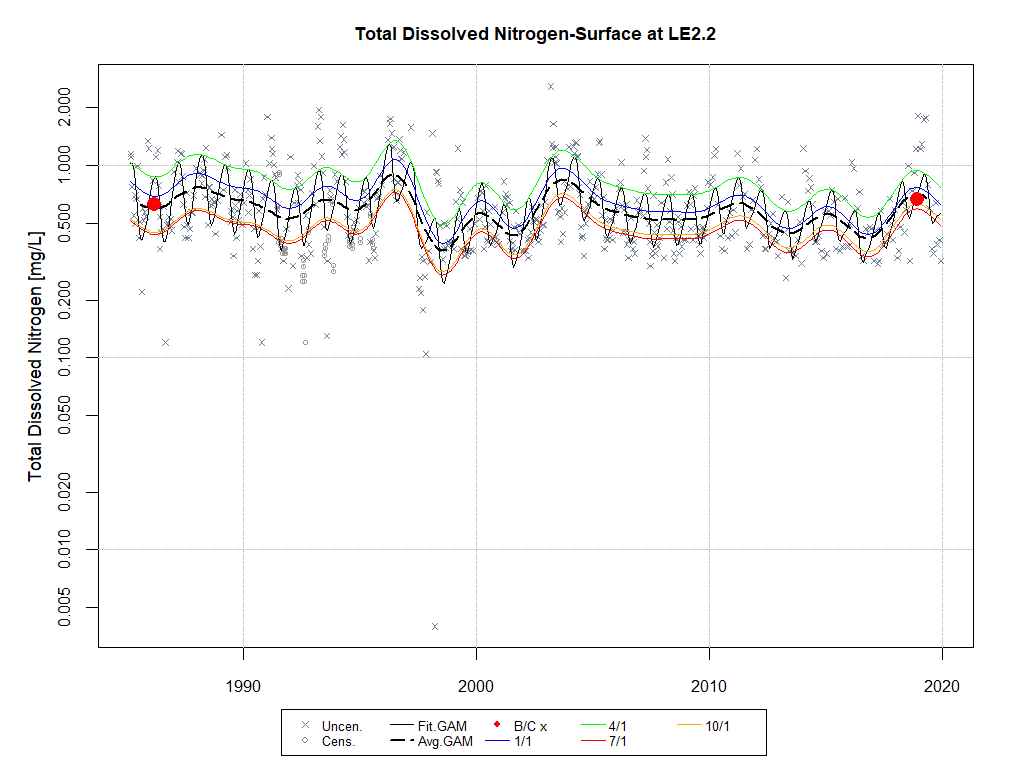 Total Dissolved Nitrogen-Surface at LE2.2
Total Dissolved Nitrogen [mg/L]
2.000
1.000
0.500
0.200
0.100
0.050
0.020
0.010
0.005
1990 2000 2010 2020
Uncen. Fit.GAM B/C x 4/1 10/1
Cens. Avg.GAM 1/1 7/1